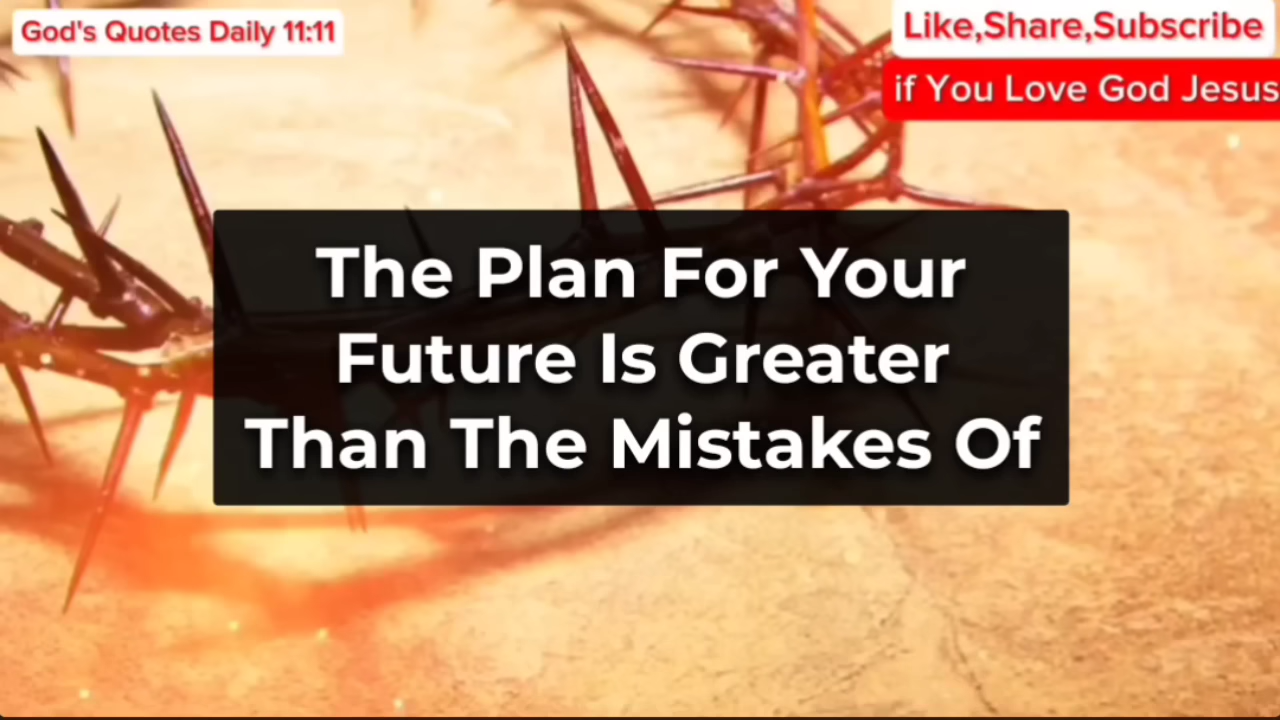 God's Quotes Daily 11:11
Like,Share,Subscribe
if You Love God Jesus
The Plan For Your
Future Is Greater
Than The Mistakes Of